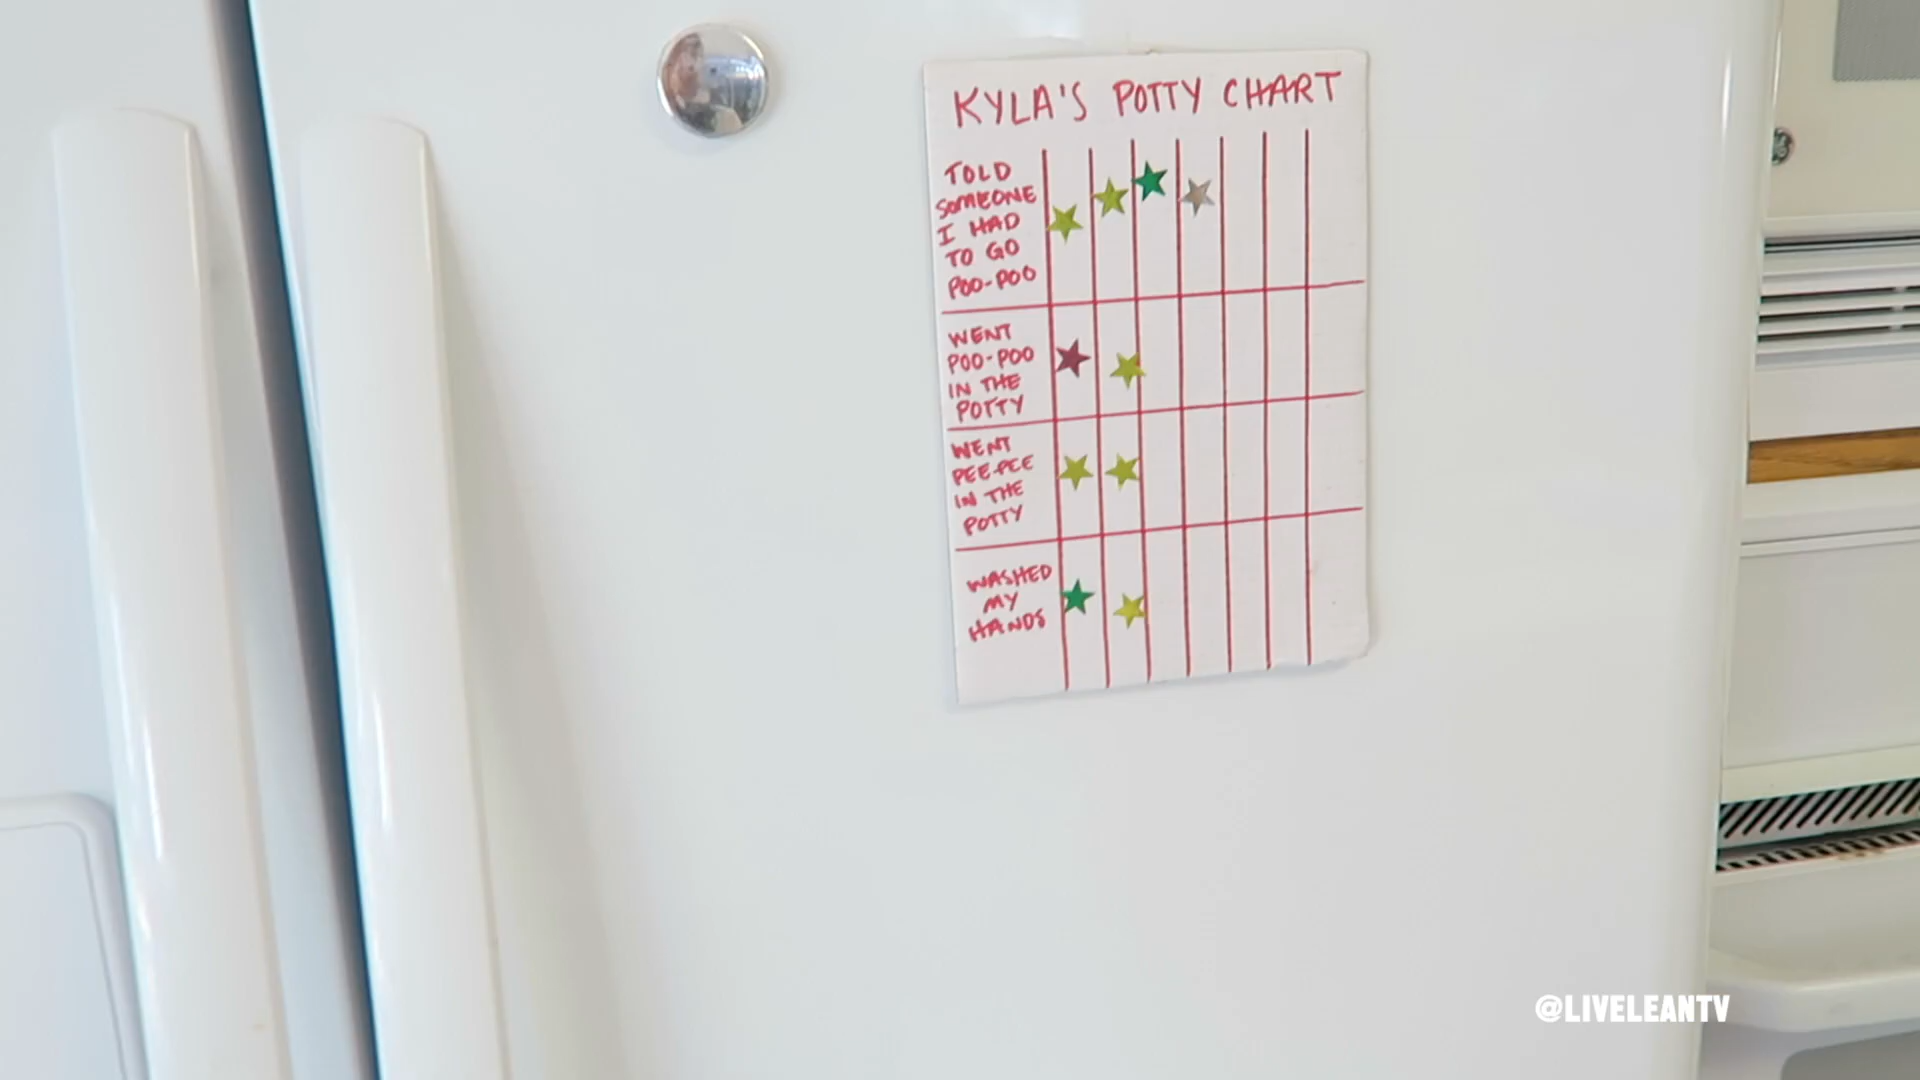 KYLA'S POTTY CHART
TOLD
SOMEONE
I HAD
TO GO
POO-POO
WENT
POO-POO
IN THE
POTTY
WENT
PEE-PEE
IN THE
POTTY
WASHED
MY
HANDS
@LIVELEANTV